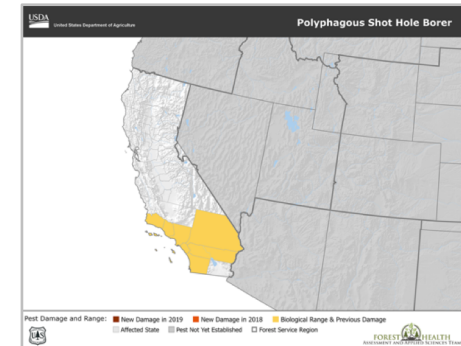 USDA
United States Department of Agriculture
Polyphagous Shot Hole Borer
Pest Damage and Range:
New Damage in 2019
New Damage in 2018
Biological Range & Previous Damage
Affected State
Pest Not Yet Established
Forest Service Region
FOREST HEALTH
ASSESSMENT AND APPLIED SCIENCES TEAM